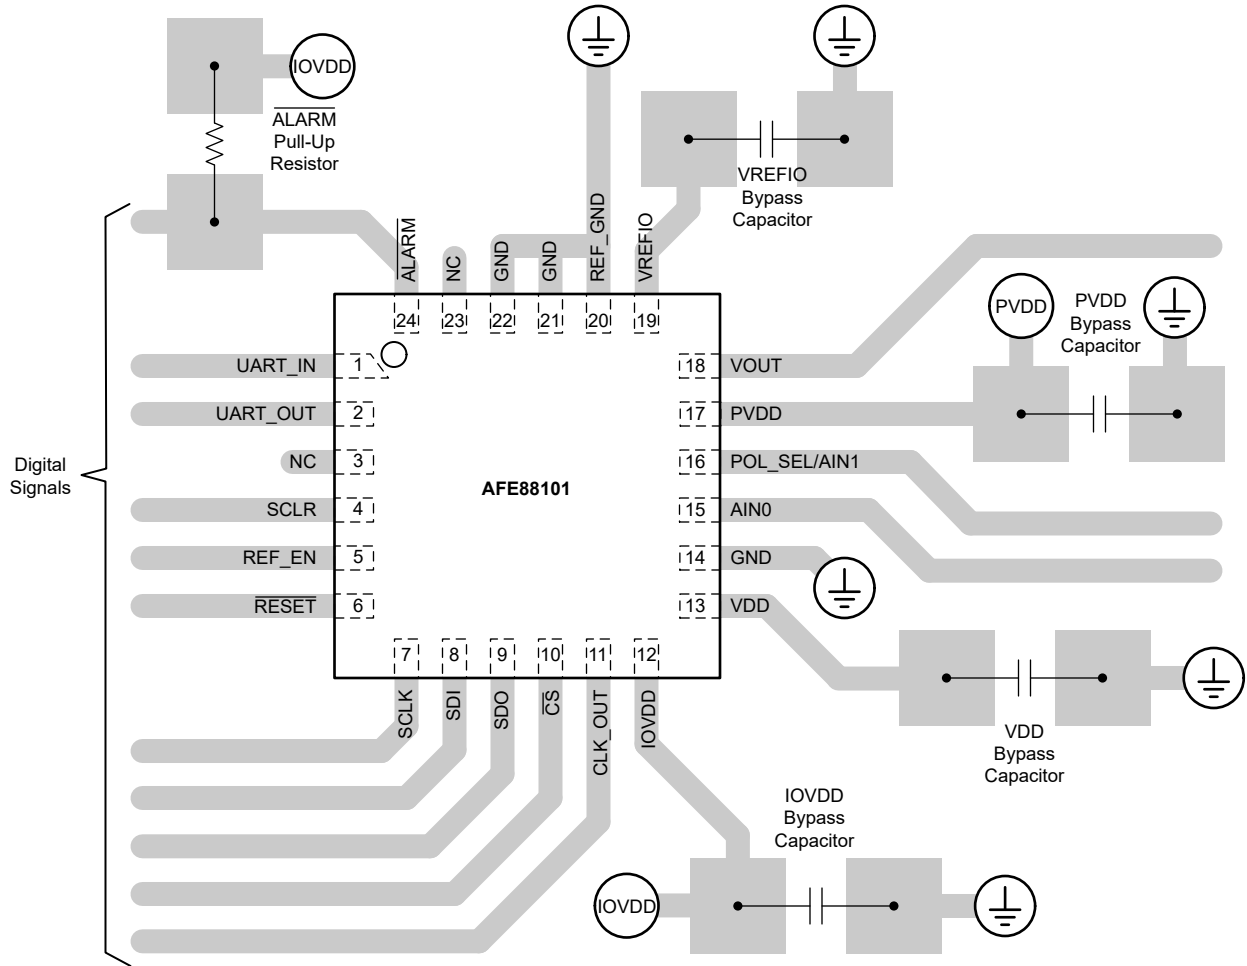 IOVDD
ALARM
Pull-Up
Resistor
VREFIO
Bypass
Capacitor
ALARM
NC
GND
GND
REF_GND
VREFIO
PVDD
PVDD
Bypass
Capacitor
24
23
22
21
20
19
UART_IN
1
18
VOUT
UART_OUT
2
17
PVDD
NC
3
16
POL_SEL/AIN1
Digital
Signals
AFE88101
SCLR
4
15
AIN0
REF_EN
5
14
GND
RESET
6
13
VDD
7
8
9
10
11
12
SCLK
SDI
SDO
CS
CLK_OUT
IOVDD
VDD
Bypass
Capacitor
IOVDD
Bypass
Capacitor
IOVDD